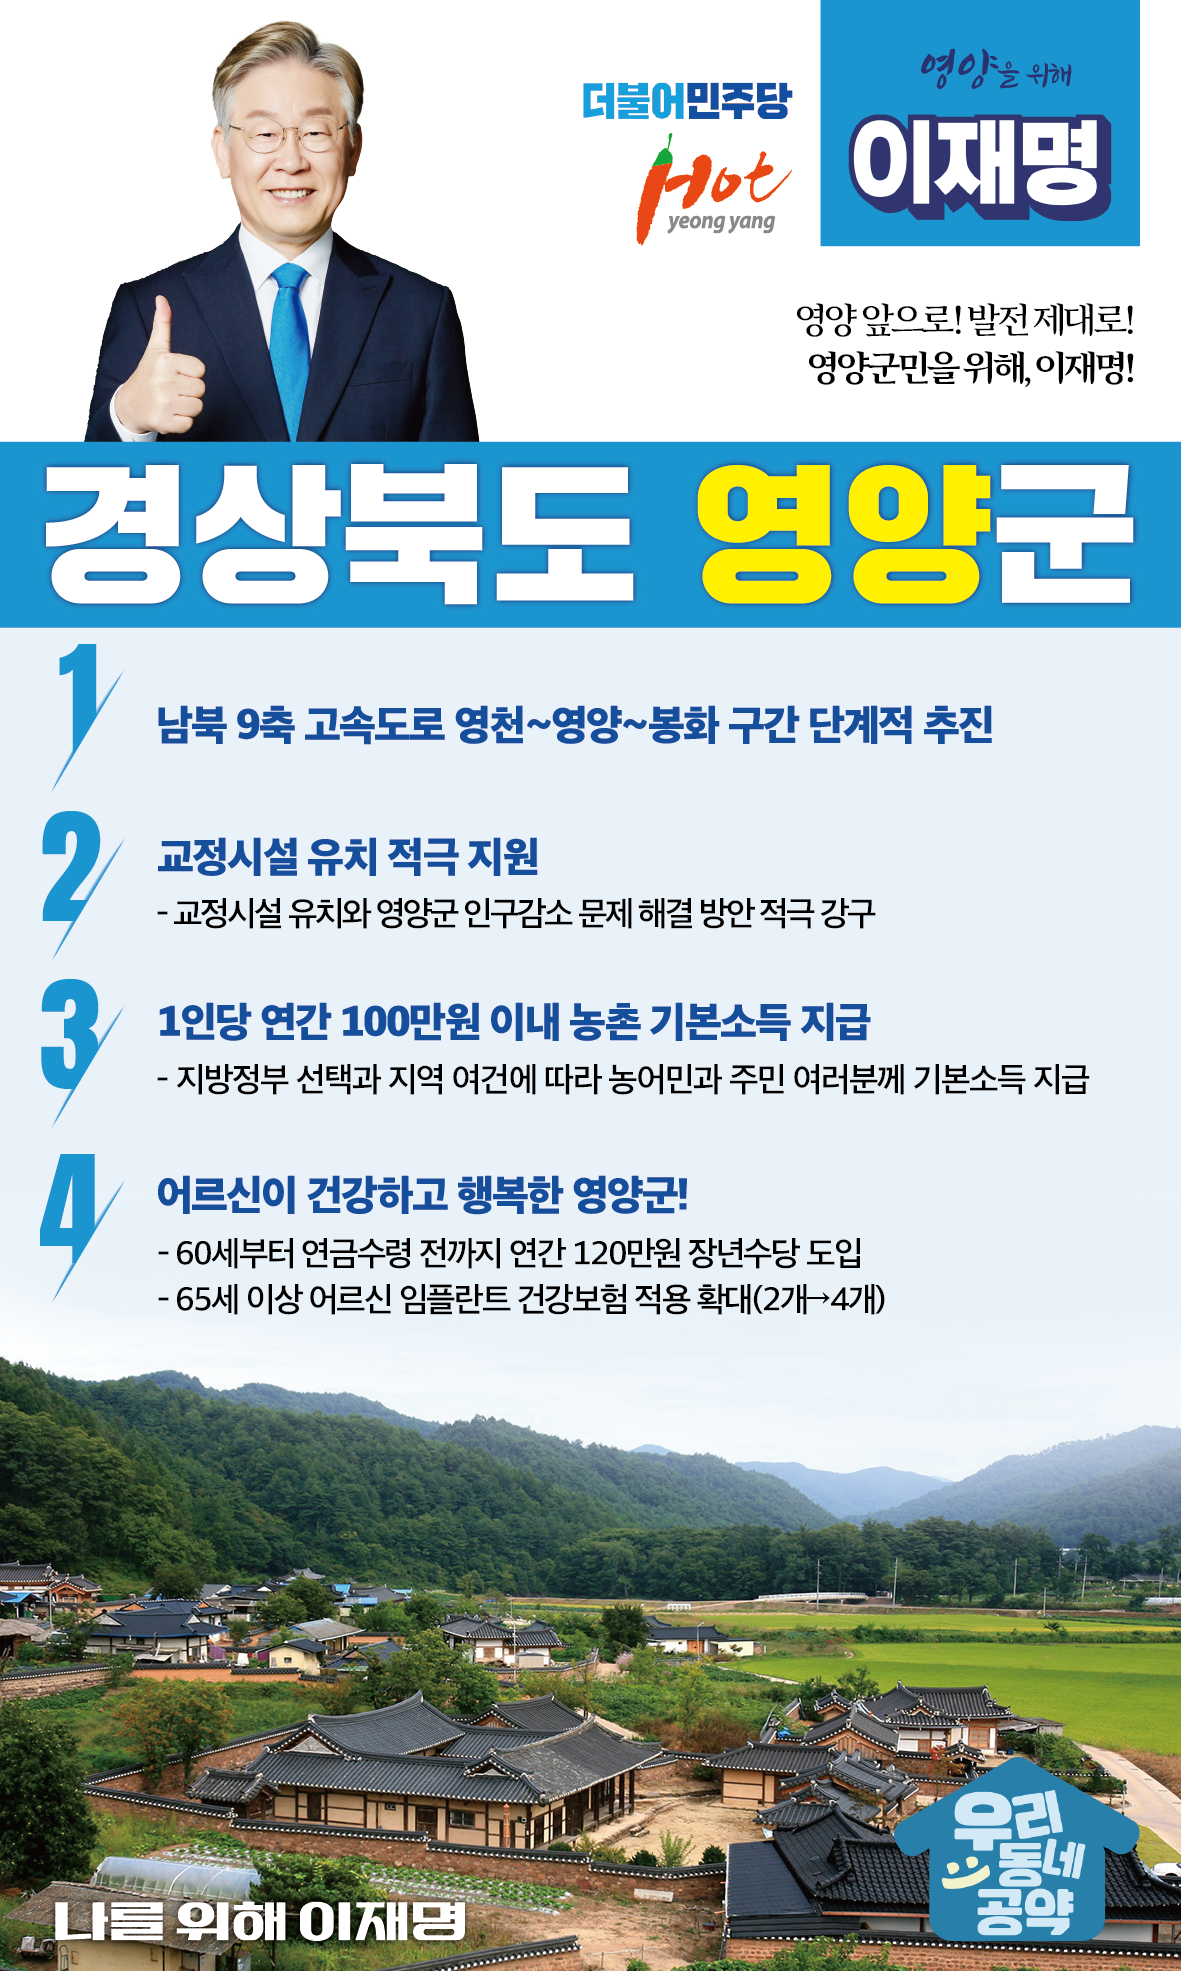 더불어민주당
Hot
yeong yang
영양을 위해
이재명
영양 앞으로! 발전 제대로!
영양군민을 위해, 이재명!
경상북도 영양군
1
남북 9축 고속도로 영천~영양~봉화 구간 단계적 추진
2
교정시설 유치 적극 지원
- 교정시설 유치와 영양군 인구감소 문제 해결 방안 적극 강구
3
1인당 연간 100만원 이내 농촌 기본소득 지급
- 지방정부 선택과 지역 여건에 따라 농어민과 주민 여러분께 기본소득 지급
4
어르신이 건강하고 행복한 영양군!
- 60세부터 연금수령 전까지 연간 120만원 장년수당 도입
- 65세 이상 어르신 임플란트 건강보험 적용 확대(2개→4개)
우리
동네
공약
나를 위해 이재명